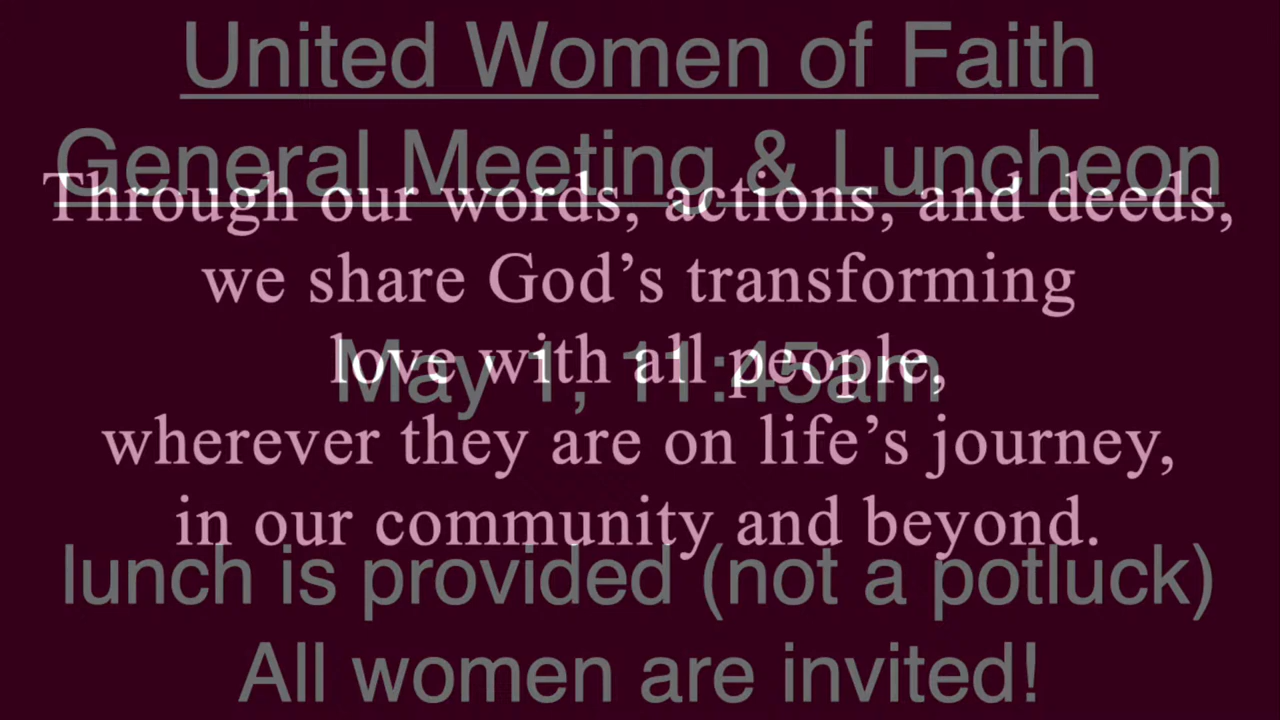 United Women of Faith
General Meeting & Luncheon
Through our words, actions, and deeds,
we share God’s transforming
love with all people,
May 1, 11:45am
wherever they are on life’s journey,
in our community and beyond.
lunch is provided (not a potluck)
All women are invited!